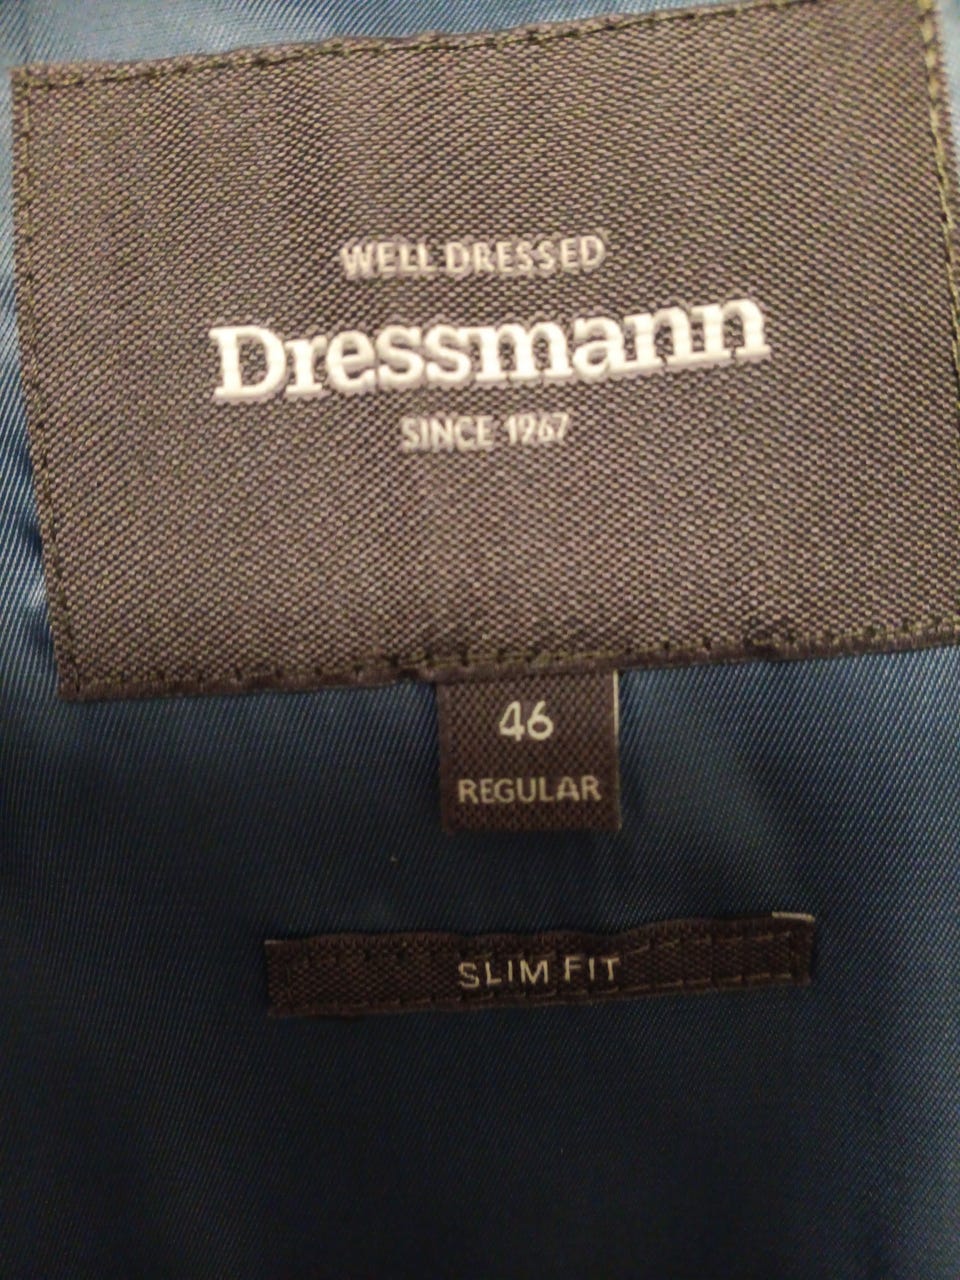 WELL DRESSED
Dressmann
SINCE 1967
46
REGULAR
SLIM FIT